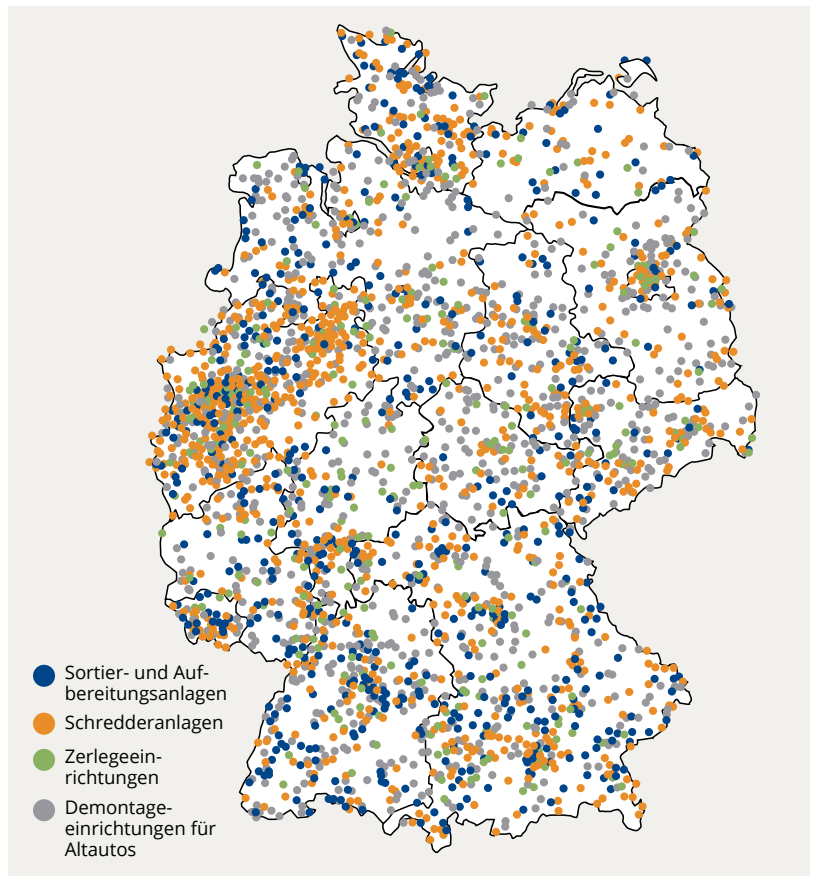 Sortier- und Auf-
bereitungsanlagen
Schredderanlagen
Zerlegeein-
richtungen
Demontage-
einrichtungen für
Altautos